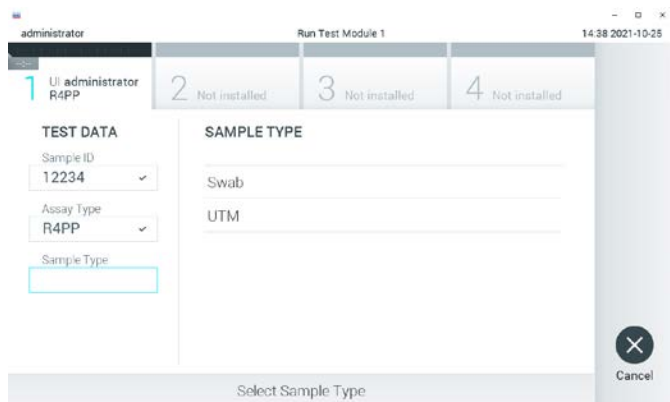 administrator Run Test Module 1 14:38 2021-10-25
1 UI administrator
R4PP
2 Not installed
3 Not installed
4 Not installed
TEST DATA
Sample ID
12234
Assay Type
R4PP
Sample Type
SAMPLE TYPE
Swab
UTM
Cancel
Select Sample Type